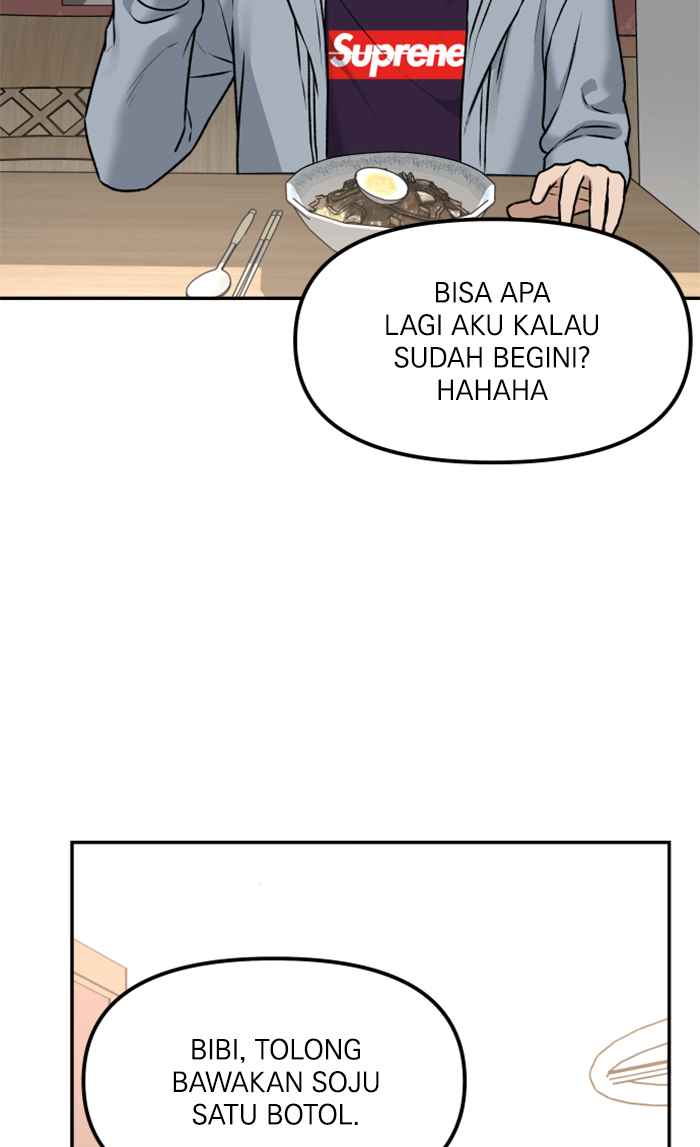 Suprene
BISA APA
LAGI AKU KALAU
SUDAH BEGINI?
HAHAHA
BIBI, TOLONG
BAWAKAN SOJU
SATU BOTOL.